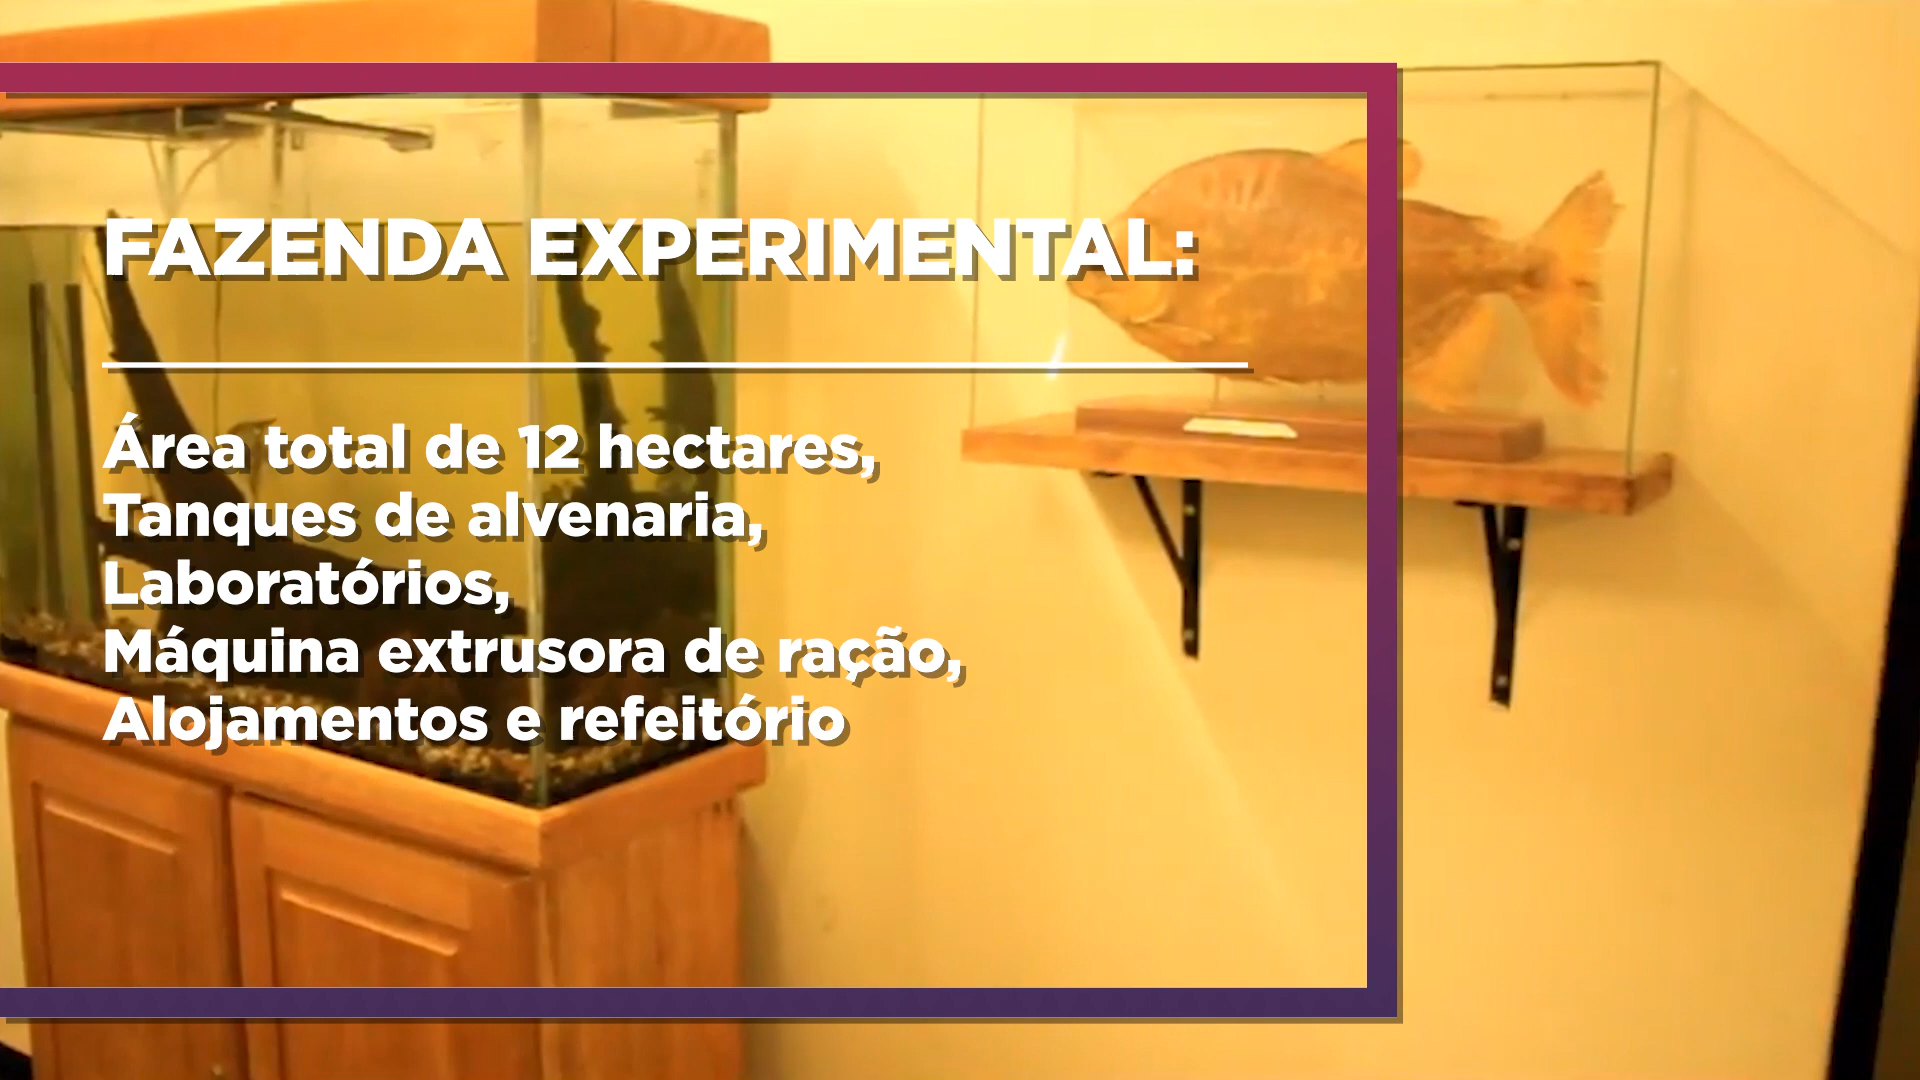 FAZENDA EXPERIMENTAL:
Área total de 12 hectares,
Tanques de alvenaria,
Laboratórios,
Máquina extrusora de ração,
Alojamentos e refeitório